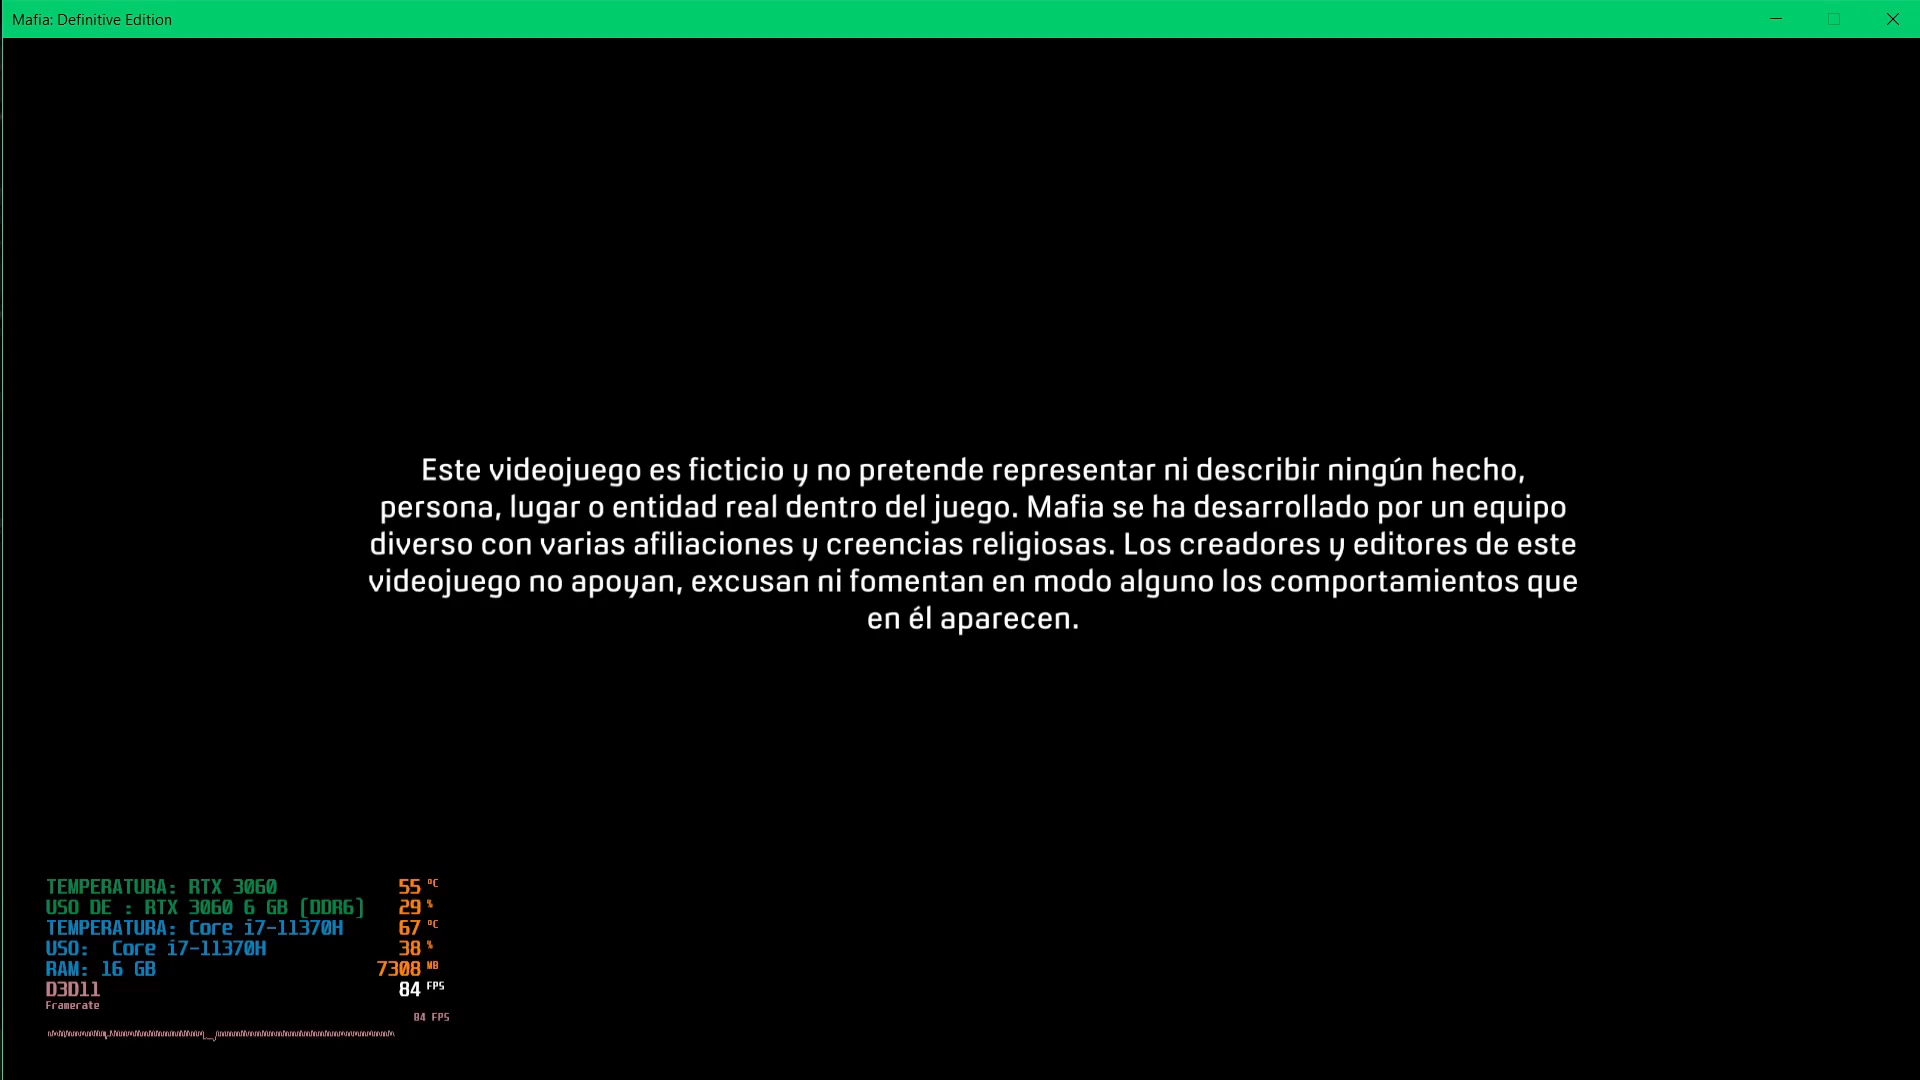 Mafia: Definitive Edition
Este videojuego es ficticio y no pretende representar ni describir ningún hecho,
persona, lugar o entidad real dentro del juego. Mafia se ha desarrollado por un equipo
diverso con varias afiliaciones y creencias religiosas. Los creadores y editores de este
videojuego no apoyan, excusan ni fomentan en modo alguno los comportamientos que
en él aparecen.
TEMPERATURA: RTX 3060 55 °C
USO DE : RTX 3060 6 GB (DDR6) 29 %
TEMPERATURA: Core i7-11370H 67 °C
USO: Core i7-11370H 38 %
RAM: 16 GB 7308 MB
D3D11 84 FPS
Framerate
84 FPS